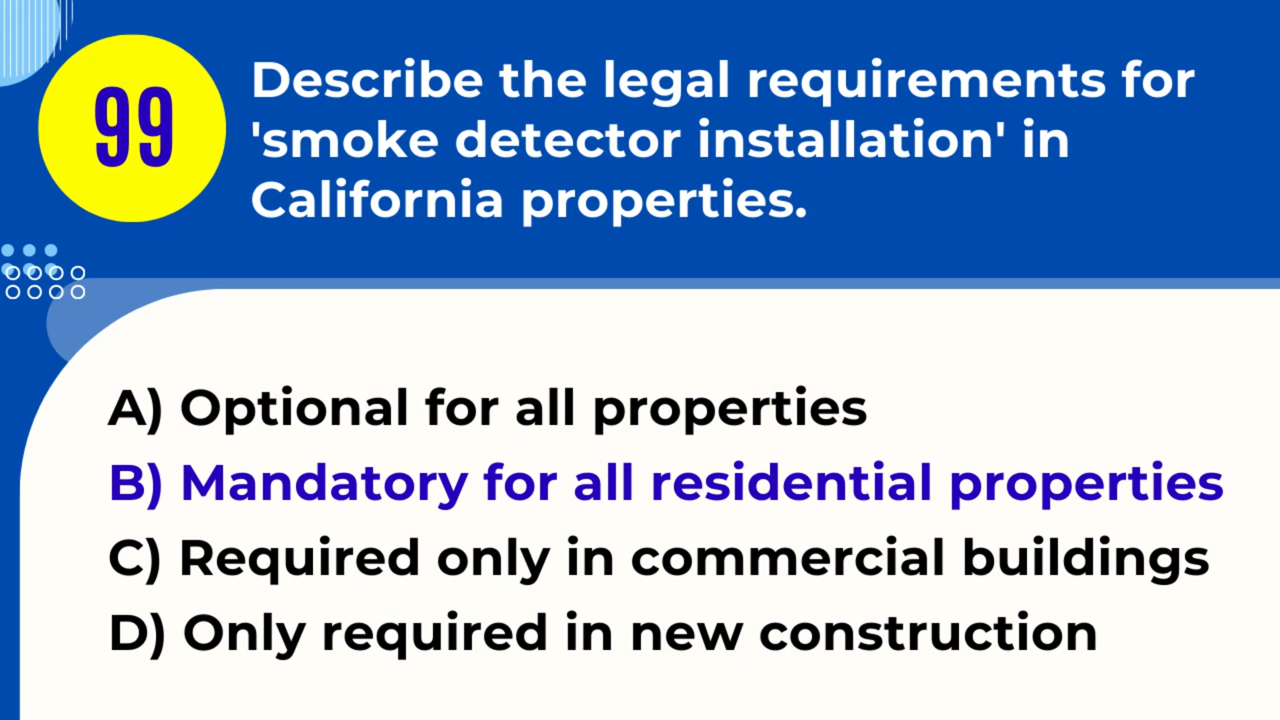 99
Describe the legal requirements for
'smoke detector installation' in
California properties.
A) Optional for all properties
B) Mandatory for all residential properties
C) Required only in commercial buildings
D) Only required in new construction